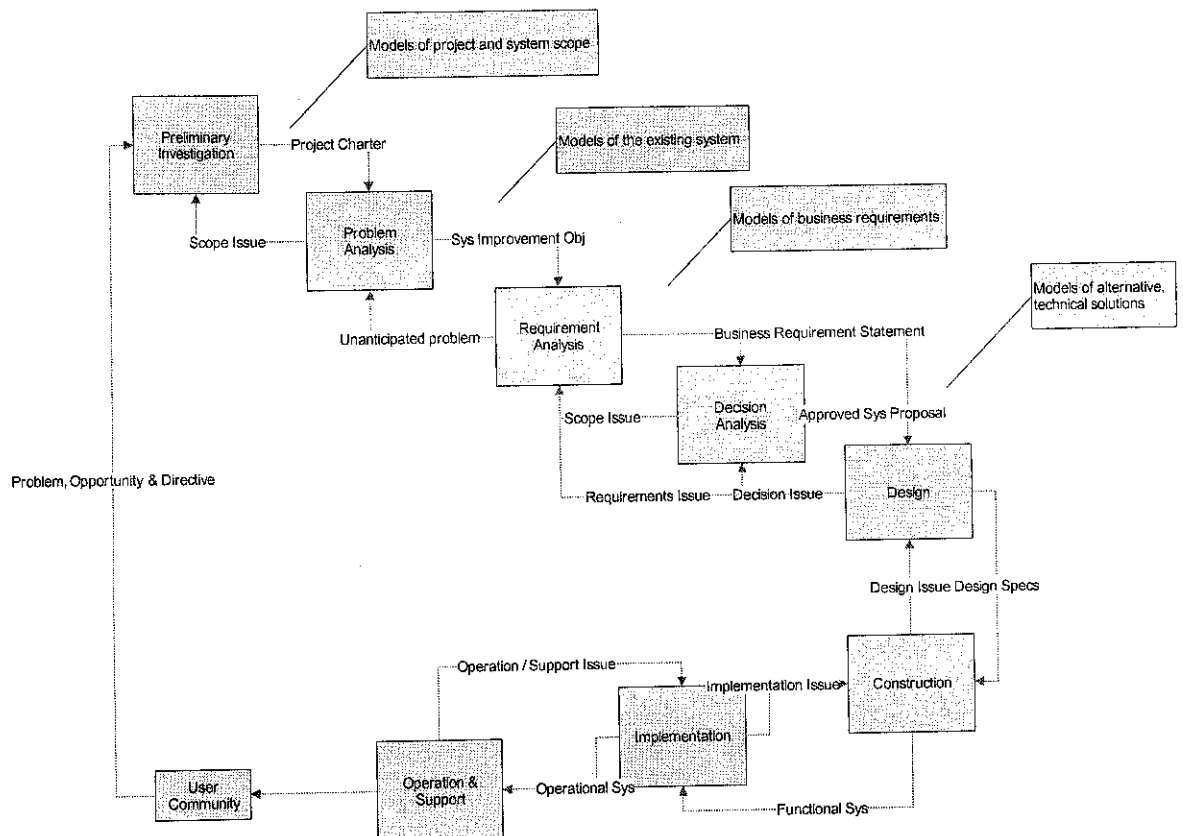 Models of project and system scope
Preliminary
Investigation
Project Charter
Models of the existing system
Problem
Analysis
Scope Issue
Sys Improvement Obj
Models of business requirements
Requirement
Analysis
Unanticipated problem
Business Requirement Statement
Models of alternative,
technical solutions
Decision
Analysis
Scope Issue
Approved Sys Proposal
Problem, Opportunity & Directive
Requirements Issue
Decision Issue
Design
Design Issue
Design Specs
Operation / Support Issue
Implementation Issue
Construction
Implementation
User
Community
Operation &
Support
Operational Sys
Functional Sys